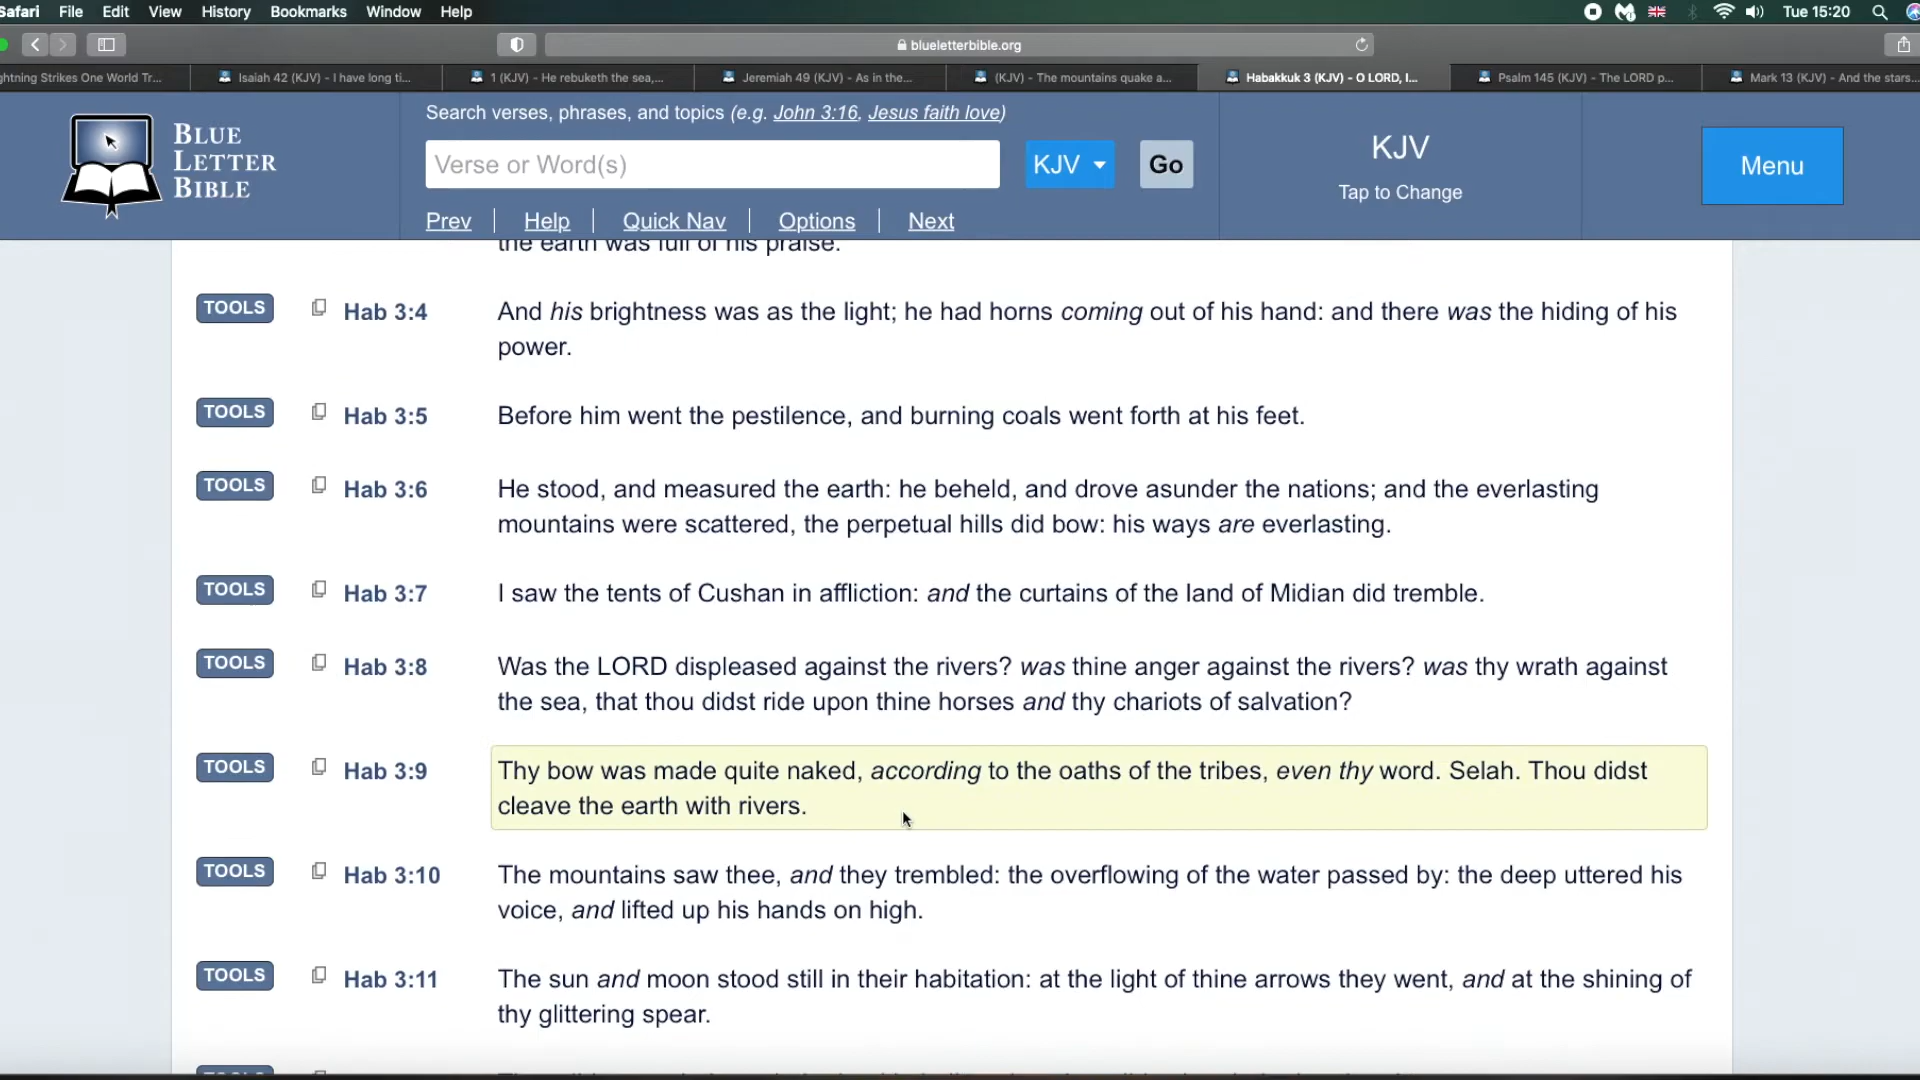 Safari File Edit View History Bookmarks Window Help Tue 15:20
blueletterbible.org
ghtning Strikes One World Tr... Isaiah 42 (KJV) - I have long ti... 1 (KJV) - He rebuketh the sea,... Jeremiah 49 (KJV) - As in the... (KJV) - The mountains quake a... Habakkuk 3 (KJV) - O LORD, I... Psalm 145 (KJV) - The LORD p... Mark 13 (KJV) - And the stars...
BLUE
LETTER
BIBLE
Search verses, phrases, and topics (e.g. John 3:16, Jesus faith love)
Verse or Word(s) KJV Go
Prev Help Quick Nav Options Next
KJV
Tap to Change
Menu
the earth was full of his praise.
TOOLS Hab 3:4 And his brightness was as the light; he had horns coming out of his hand: and there was the hiding of his
power.
TOOLS Hab 3:5 Before him went the pestilence, and burning coals went forth at his feet.
TOOLS Hab 3:6 He stood, and measured the earth: he beheld, and drove asunder the nations; and the everlasting
mountains were scattered, the perpetual hills did bow: his ways are everlasting.
TOOLS Hab 3:7 I saw the tents of Cushan in affliction: and the curtains of the land of Midian did tremble.
TOOLS Hab 3:8 Was the LORD displeased against the rivers? was thine anger against the rivers? was thy wrath against
the sea, that thou didst ride upon thine horses and thy chariots of salvation?
TOOLS Hab 3:9 Thy bow was made quite naked, according to the oaths of the tribes, even thy word. Selah. Thou didst
cleave the earth with rivers.
TOOLS Hab 3:10 The mountains saw thee, and they trembled: the overflowing of the water passed by: the deep uttered his
voice, and lifted up his hands on high.
TOOLS Hab 3:11 The sun and moon stood still in their habitation: at the light of thine arrows they went, and at the shining of
thy glittering spear.
TOOLS